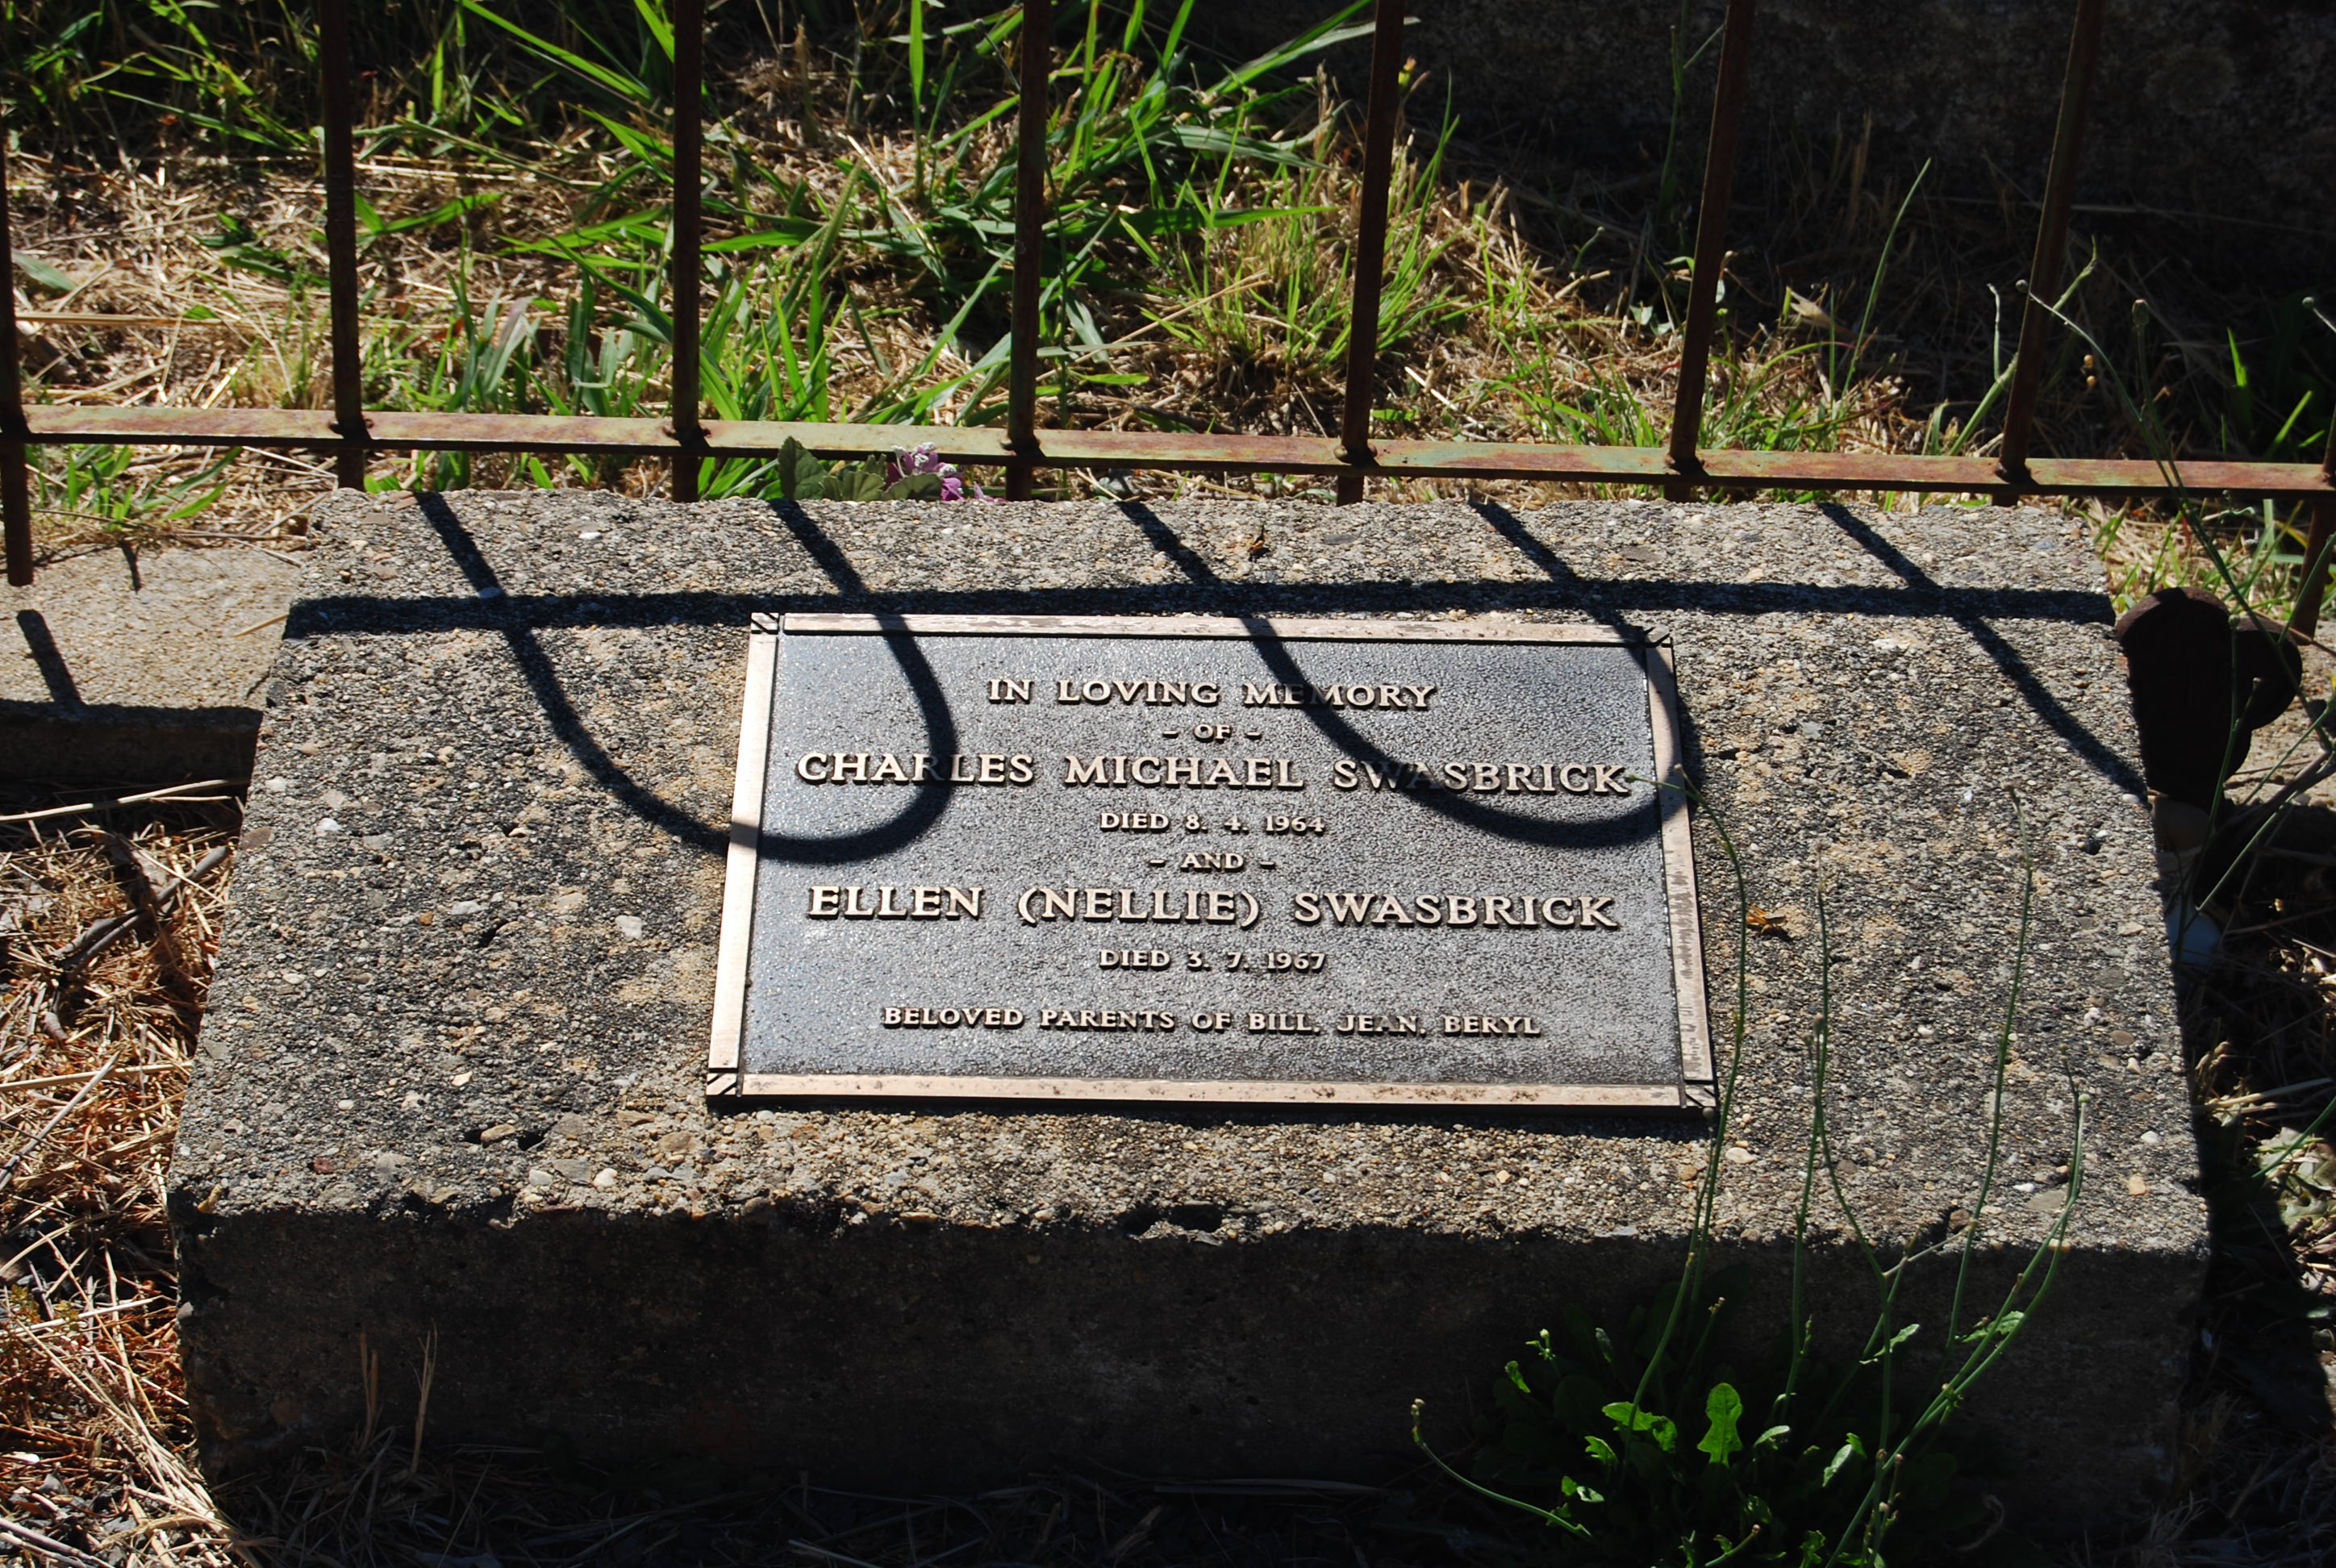 IN LOVING MEMORY
- OF -
CHARLES MICHAEL SWASBRICK
DIED 8. 4. 1964
- AND -
ELLEN (NELLIE) SWASBRICK
DIED 3. 7. 1967
BELOVED PARENTS OF BILL, JEAN, BERYL